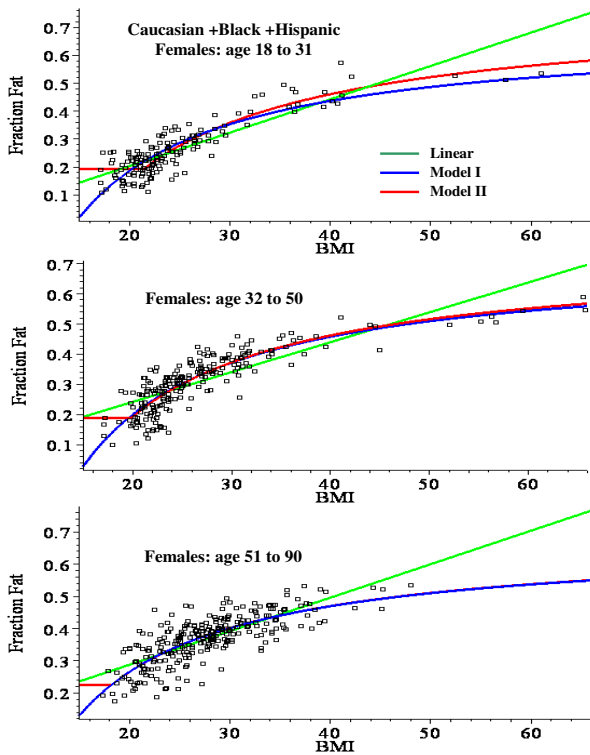 Caucasian +Black +Hispanic
Females: age 18 to 31
Fraction Fat
0.7
0.6
0.5
0.4
0.3
0.2
0.1
Linear
Model I
Model II
20 30 40 50 60
BMI
Females: age 32 to 50
Fraction Fat
0.7
0.6
0.5
0.4
0.3
0.2
0.1
20 30 40 50 60
BMI
Females: age 51 to 90
Fraction Fat
0.7
0.6
0.5
0.4
0.3
0.2
20 30 40 50 60
BMI